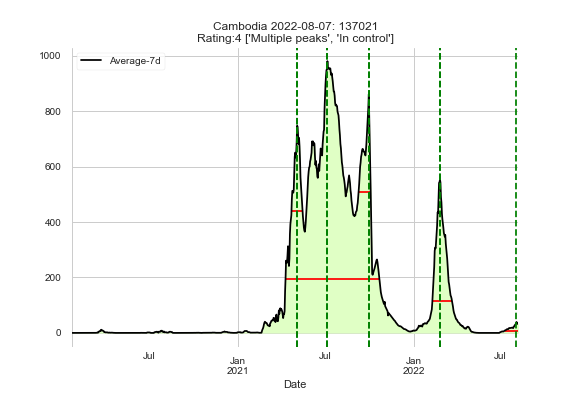 Cambodia 2022-08-07: 137021
Rating:4 ['Multiple peaks', 'In control']
Average-7d
1000
800
600
400
200
0
Jul
Jan
2021
Jul
Jan
2022
Jul
Date